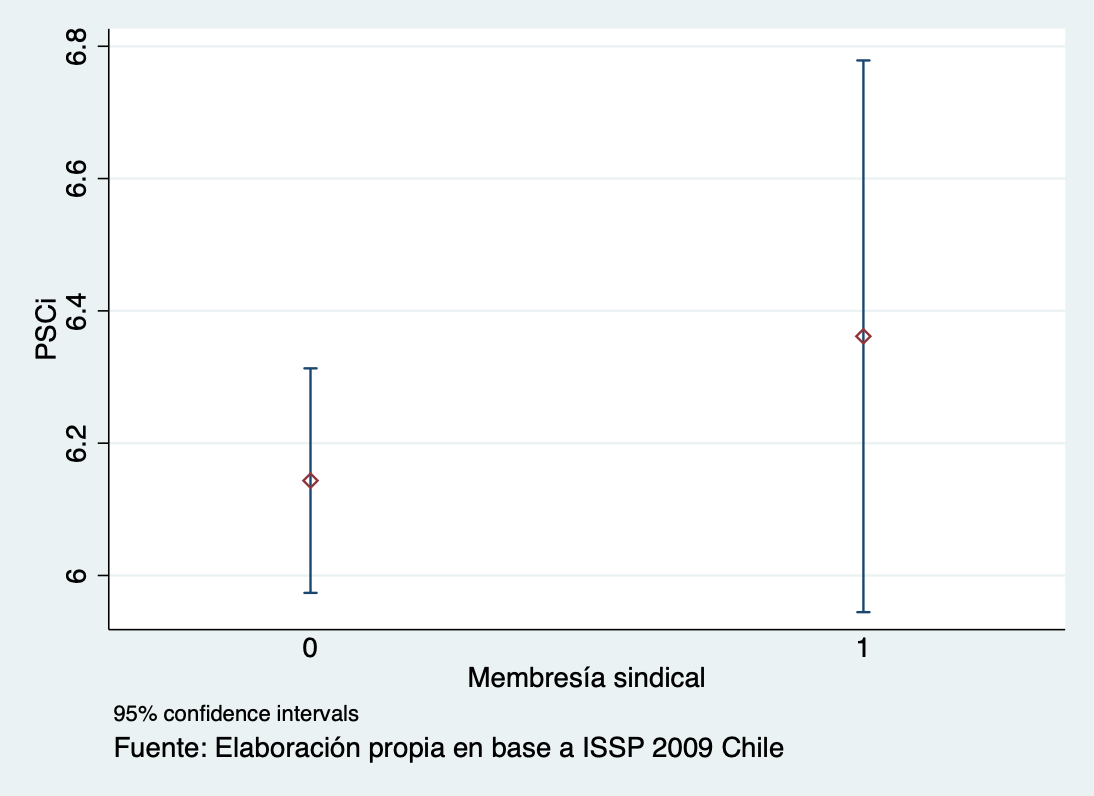 6.8
6.6
6.4
6.2
6
PSCi
0 1
Membresía sindical
95% confidence intervals
Fuente: Elaboración propia en base a ISSP 2009 Chile